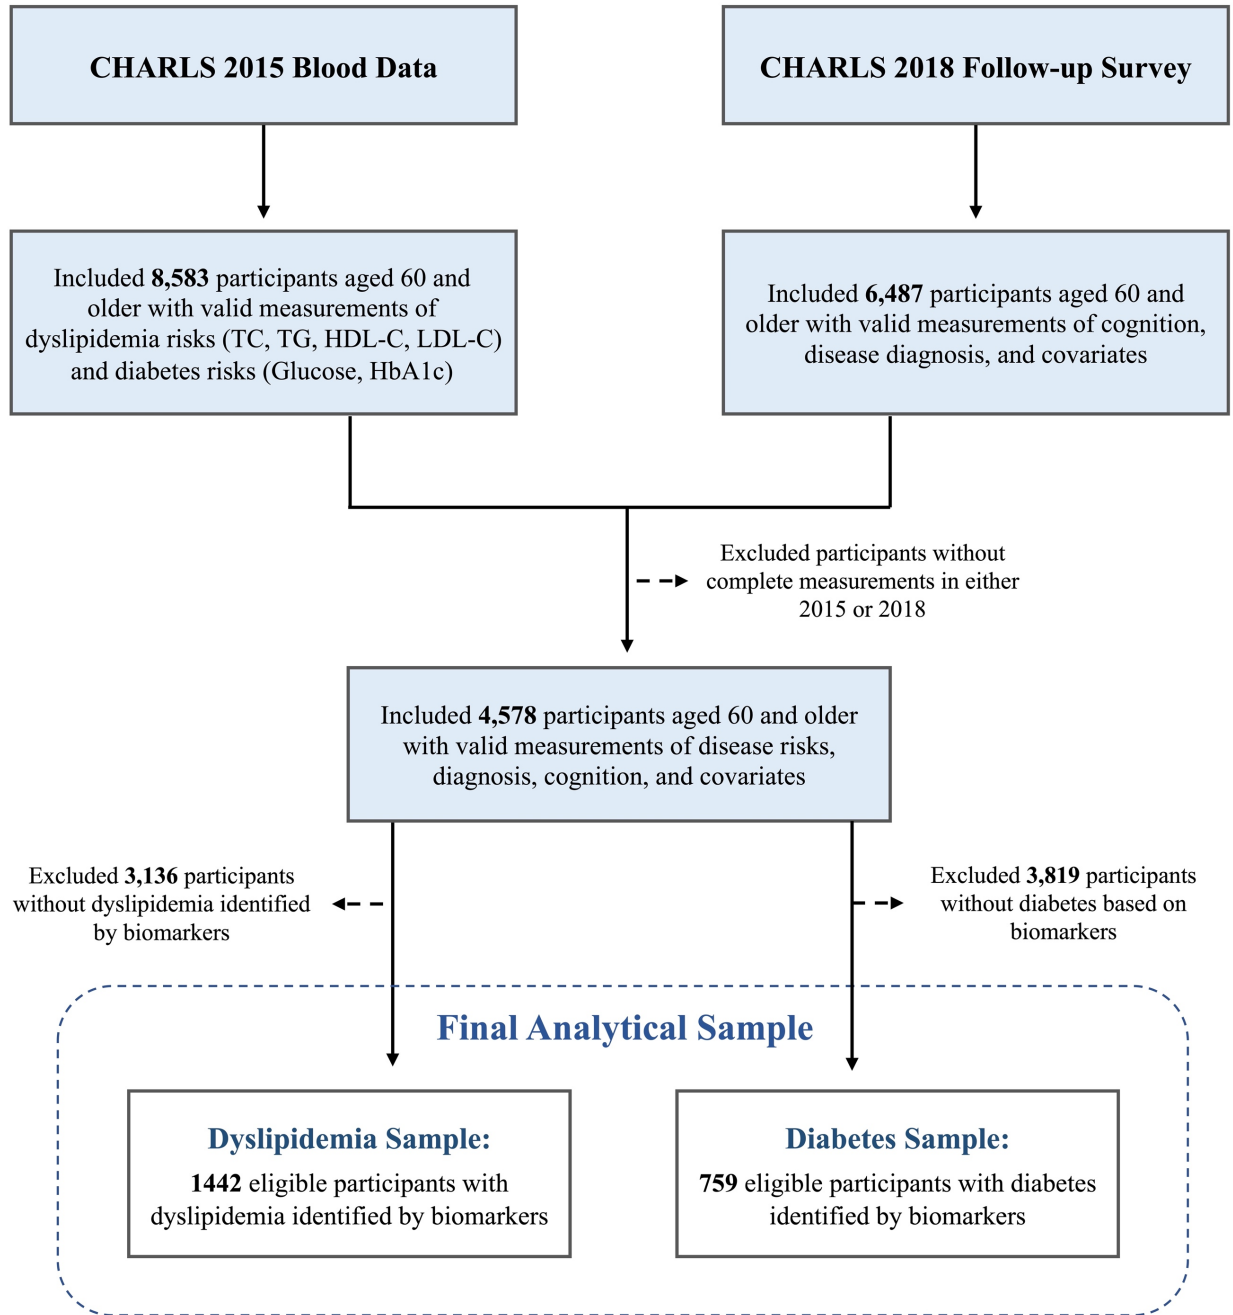 CHARLS 2015 Blood Data
CHARLS 2018 Follow-up Survey
Included 8,583 participants aged 60 and
older with valid measurements of
dyslipidemia risks (TC, TG, HDL-C, LDL-C)
and diabetes risks (Glucose, HbA1c)
Included 6,487 participants aged 60 and
older with valid measurements of cognition,
disease diagnosis, and covariates
Excluded participants without
complete measurements in either
2015 or 2018
Included 4,578 participants aged 60 and older
with valid measurements of disease risks,
diagnosis, cognition, and covariates
Excluded 3,136 participants
without dyslipidemia identified
by biomarkers
Excluded 3,819 participants
without diabetes based on
biomarkers
Final Analytical Sample
Dyslipidemia Sample:
1442 eligible participants with
dyslipidemia identified by biomarkers
Diabetes Sample:
759 eligible participants with diabetes
identified by biomarkers